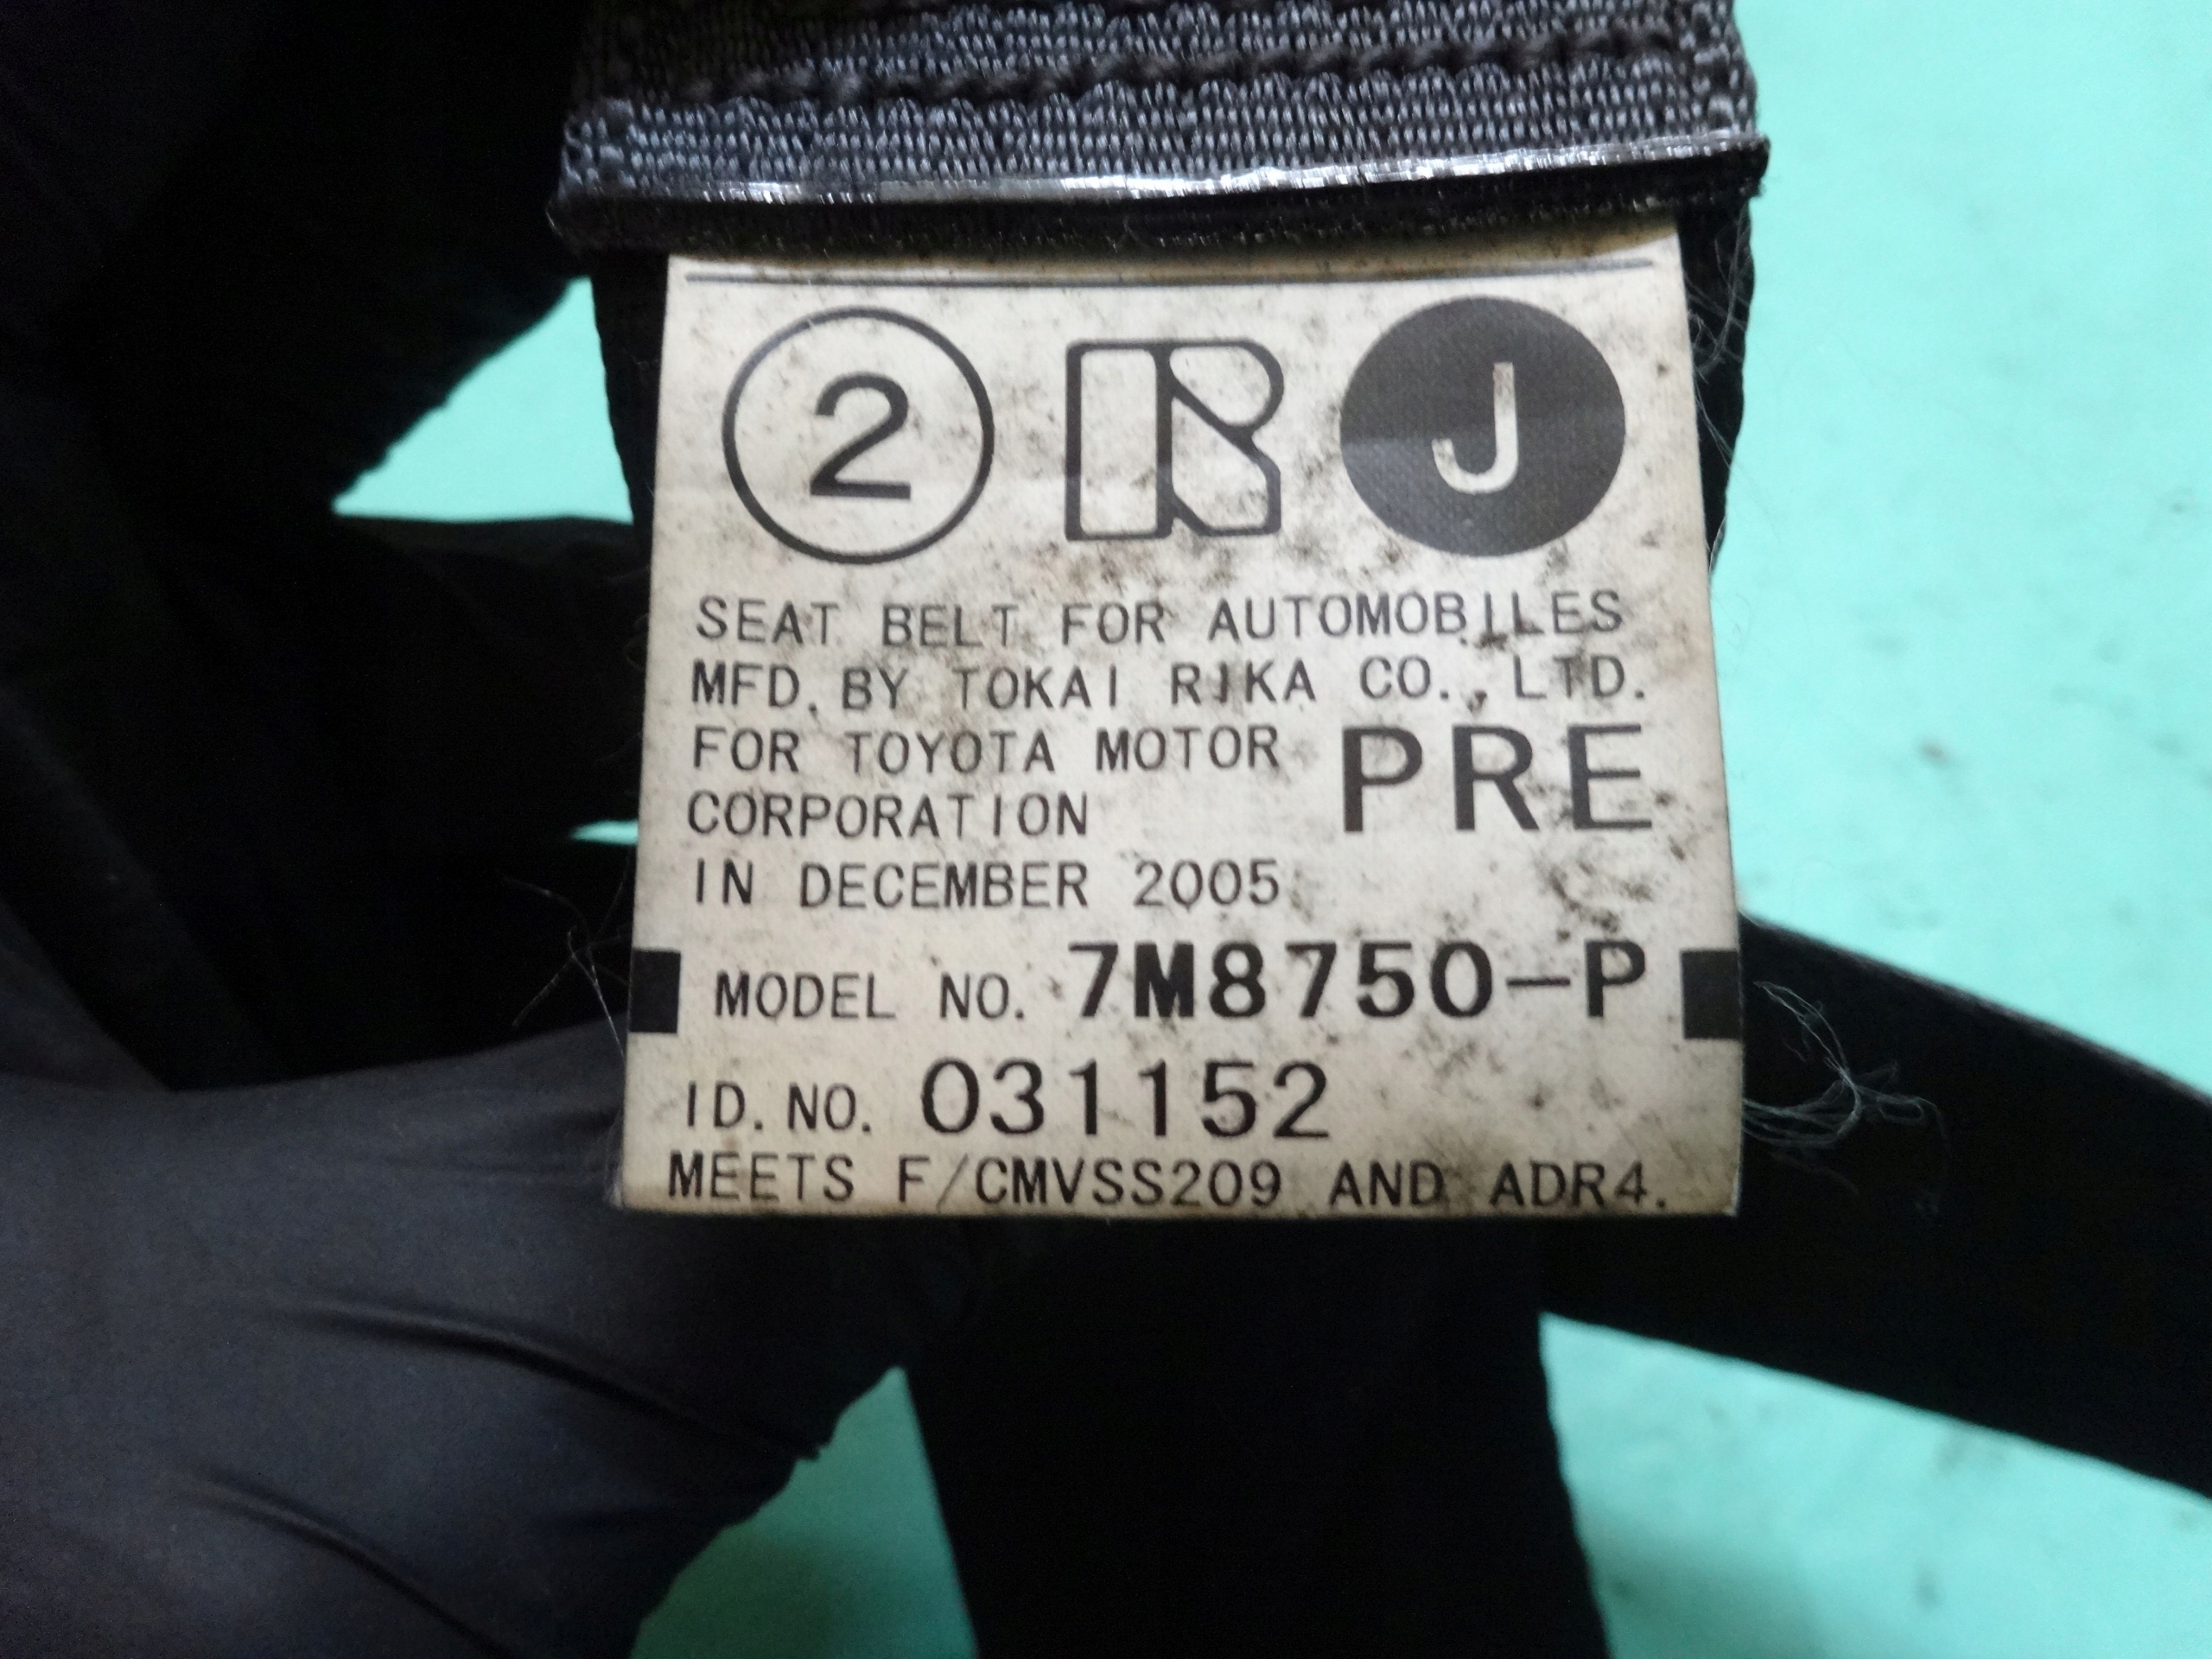 2 R J
SEAT BELT FOR AUTOMOBILES
MFD. BY TOKAI RIKA CO., LTD.
FOR TOYOTA MOTOR PRE
CORPORATION
IN DECEMBER 2005
MODEL NO. 7M8750-P
ID. NO. 031152
MEETS F/CMVSS209 AND ADR4.